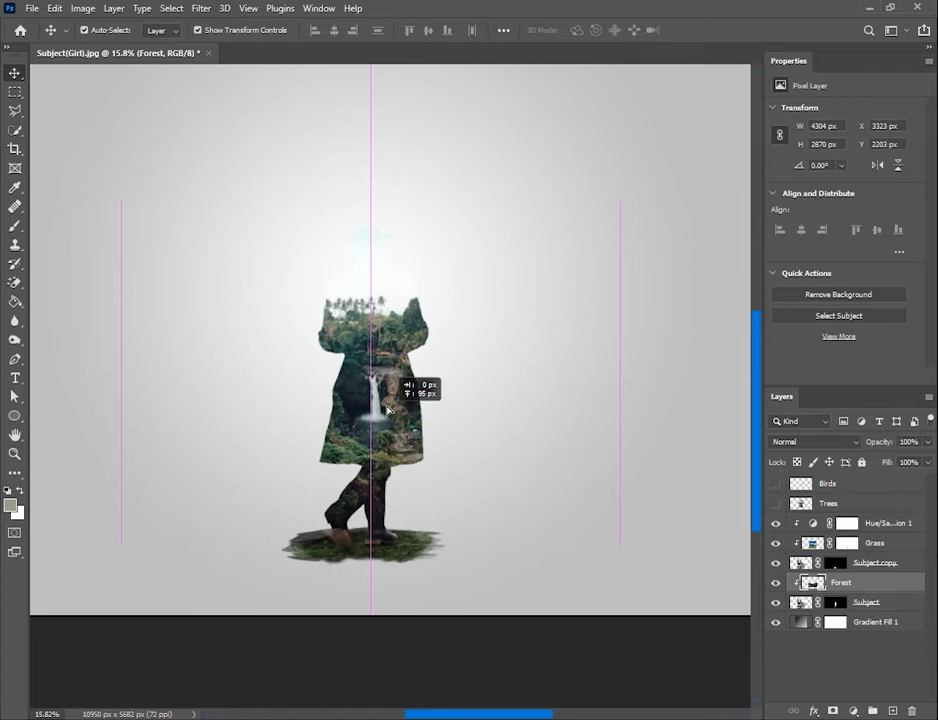 Ps File Edit Image Layer Type Select Filter 3D View Plugins Window Help
Auto-Select: Layer Show Transform Controls 3D Mode:
Subject(Girl).jpg @ 15.8% (Forest, RGB/8) *
Properties
Pixel Layer
Transform
W 4304 px X 3323 px
H 2870 px Y 2203 px
0.00°
Align and Distribute
Align:
Quick Actions
Remove Background
Select Subject
View More
0 px
95 px
Layers
Kind
Normal Opacity: 100%
Lock: Fill: 100%
Birds
Trees
Hue/Sa...ion 1
Grass
Subject copy
Forest
Subject
Gradient Fill 1
fx
15.82% 10950 px x 5682 px (72 ppi)